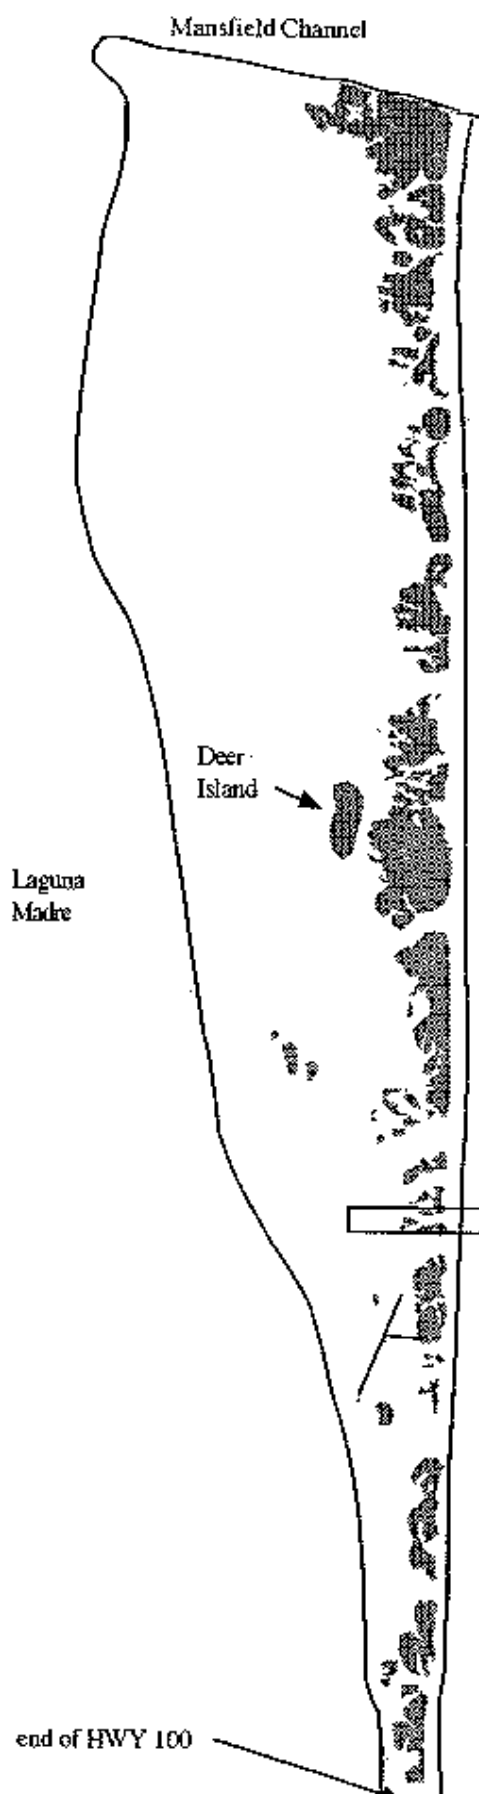 Mansfield Channel
Deer
Island
Laguna
Madre
end of HWY 100